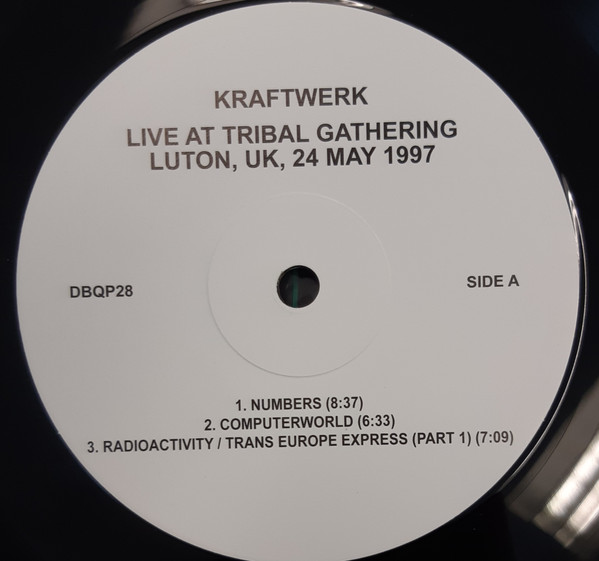 KRAFTWERK
LIVE AT TRIBAL GATHERING
LUTON, UK, 24 MAY 1997
DBQP28
SIDE A
1. NUMBERS (8:37)
2. COMPUTERWORLD (6:33)
3. RADIOACTIVITY / TRANS EUROPE EXPRESS (PART 1) (7:09)